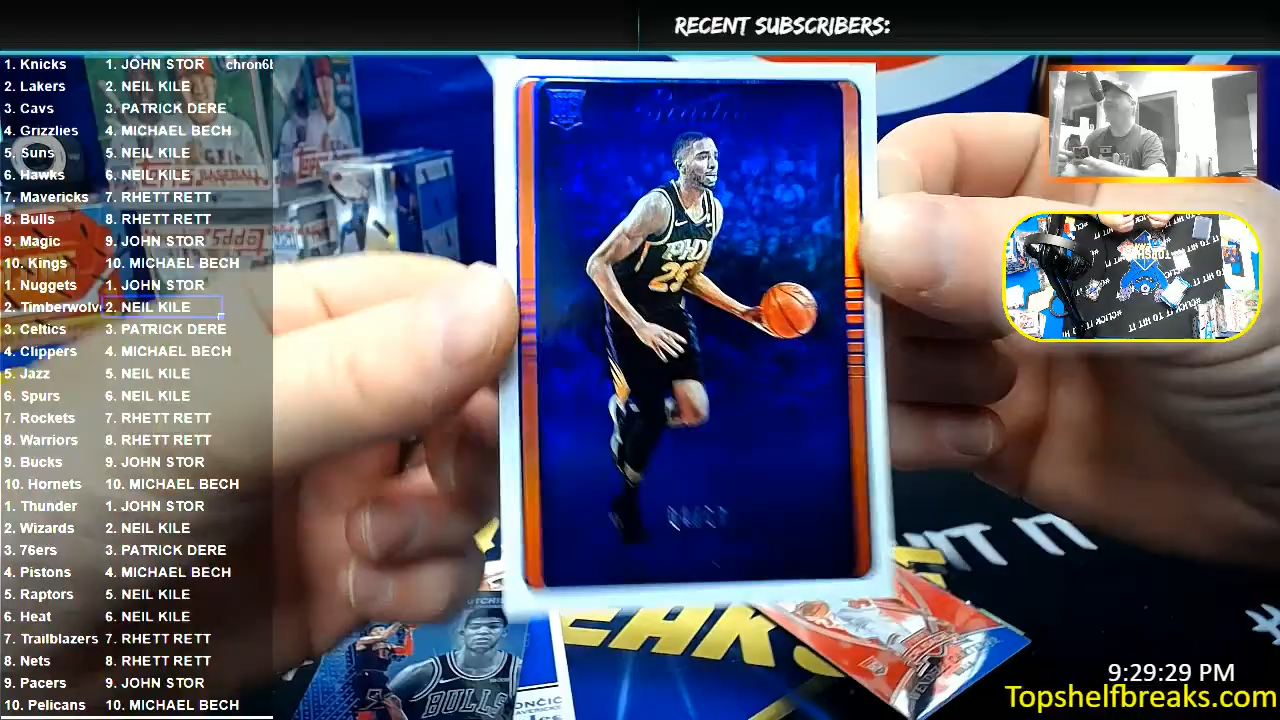 RECENT SUBSCRIBERS:
1. Knicks 1. JOHN STOR
2. Lakers 2. NEIL KILE
3. Cavs 3. PATRICK DERE
4. Grizzlies 4. MICHAEL BECH
5. Suns 5. NEIL KILE
6. Hawks 6. NEIL KILE
7. Mavericks 7. RHETT RETT
8. Bulls 8. RHETT RETT
9. Magic 9. JOHN STOR
10. Kings 10. MICHAEL BECH
1. Nuggets 1. JOHN STOR
2. Timberwolv 2. NEIL KILE
3. Celtics 3. PATRICK DERE
4. Clippers 4. MICHAEL BECH
5. Jazz 5. NEIL KILE
6. Spurs 6. NEIL KILE
7. Rockets 7. RHETT RETT
8. Warriors 8. RHETT RETT
9. Bucks 9. JOHN STOR
10. Hornets 10. MICHAEL BECH
1. Thunder 1. JOHN STOR
2. Wizards 2. NEIL KILE
3. 76ers 3. PATRICK DERE
4. Pistons 4. MICHAEL BECH
5. Raptors 5. NEIL KILE
6. Heat 6. NEIL KILE
7. Trailblazers 7. RHETT RETT
8. Nets 8. RHETT RETT
9. Pacers 9. JOHN STOR
10. Pelicans 10. MICHAEL BECH
PHX
BULLS
HIT IT
9:29:29 PM
Topshelfbreaks.com